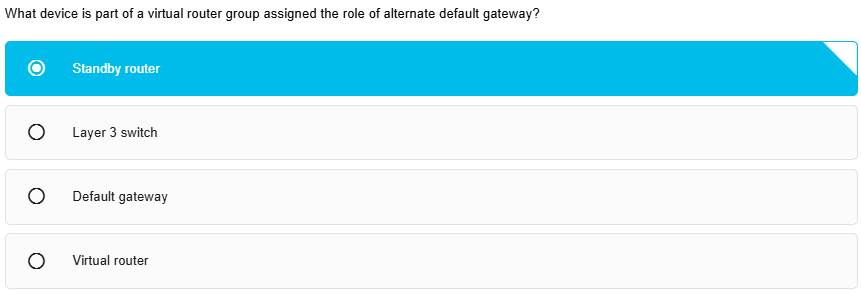 What device is part of a virtual router group assigned the role of alternate default gateway?
Standby router
Layer 3 switch
Default gateway
Virtual router